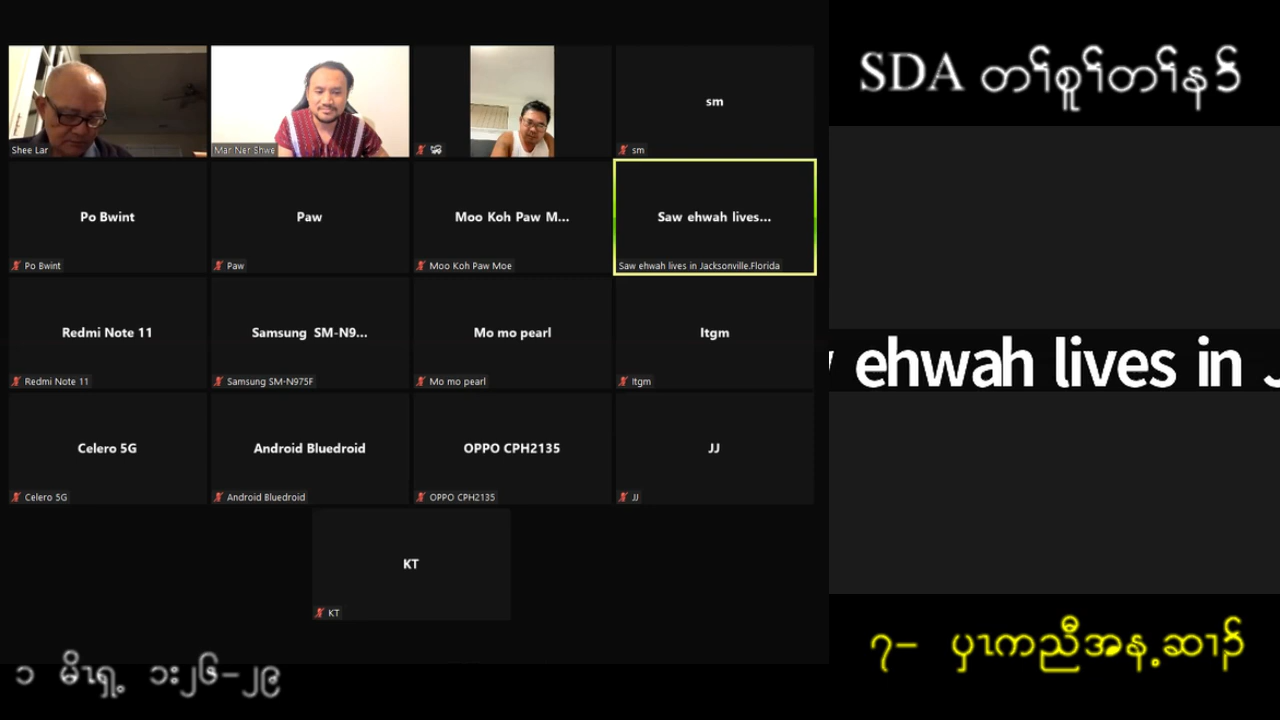 SDA တၢ်စူၢ်တၢ်နၥ်
Shee Lar
Mar Ner Shwe
sm
sm
Po Bwint
Po Bwint
Paw
Paw
Moo Koh Paw M...
Moo Koh Paw Moe
Saw ehwah lives...
Saw ehwah lives in Jacksonville.Florida
Redmi Note 11
Redmi Note 11
Samsung SM-N9...
Samsung SM-N975F
Mo mo pearl
Mo mo pearl
ehwah lives in J
Celero 5G
Celero 5G
Android Bluedroid
Android Bluedroid
OPPO CPH2135
OPPO CPH2135
JJ
JJ
KT
KT
၇- ပှၤကညီအန့ဆၢၣ်
၁ မိၤရှ့ ၁း၂၆-၂၉